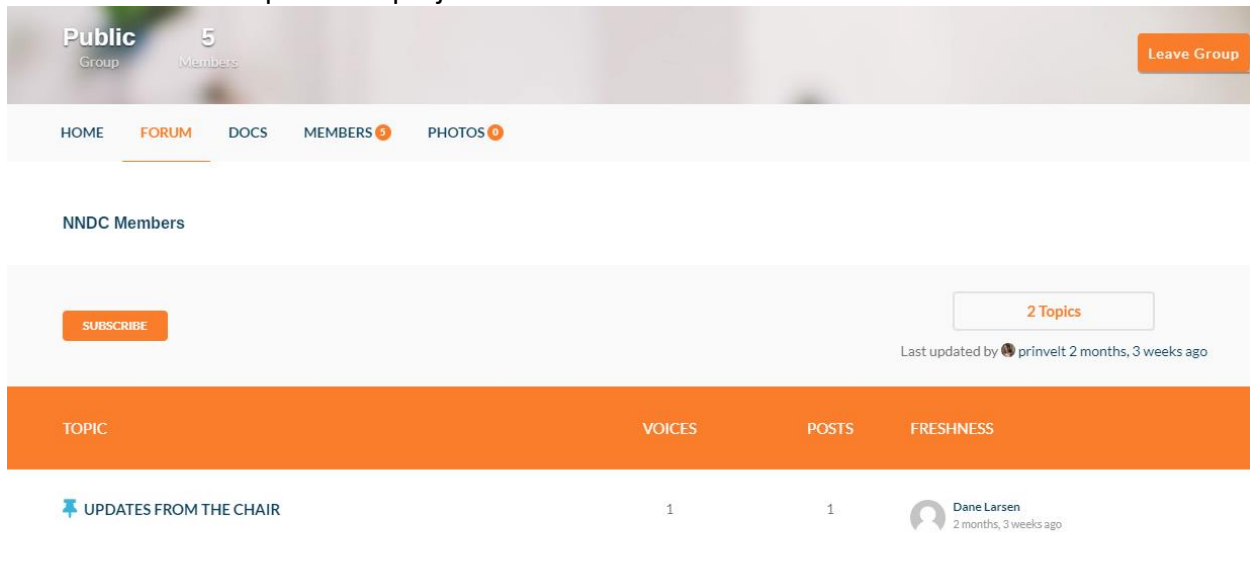 Public 5
Group Members
Leave Group
HOME FORUM DOCS MEMBERS 5 PHOTOS 0
NNDC Members
SUBSCRIBE
2 Topics
Last updated by prinvelt 2 months, 3 weeks ago
TOPIC VOICES POSTS FRESHNESS
UPDATES FROM THE CHAIR 1 1 Dane Larsen
2 months, 3 weeks ago